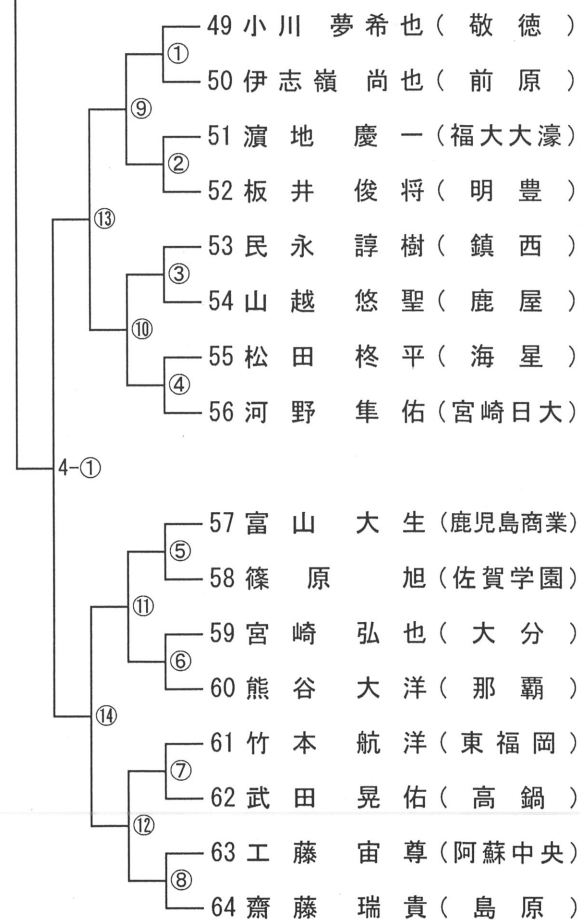 49 小川 夢希也 ( 敬徳 )
①
50 伊志嶺 尚也 ( 前原 )
⑨
51 濵地 慶一 (福大大濠)
②
52 板井 俊将 ( 明豊 )
⑬
53 民永 諄樹 ( 鎮西 )
③
54 山越 悠聖 ( 鹿屋 )
⑩
55 松田 柊平 ( 海星 )
④
56 河野 隼佑 (宮崎日大)
4-①
57 富山 大生 (鹿児島商業)
⑤
58 篠原 旭 (佐賀学園)
⑪
59 宮崎 弘也 ( 大分 )
⑥
60 熊谷 大洋 ( 那覇 )
⑭
61 竹本 航洋 (東福岡)
⑦
62 武田 晃佑 ( 高鍋 )
⑫
63 工藤 宙尊 (阿蘇中央)
⑧
64 齋藤 瑞貴 ( 島原 )